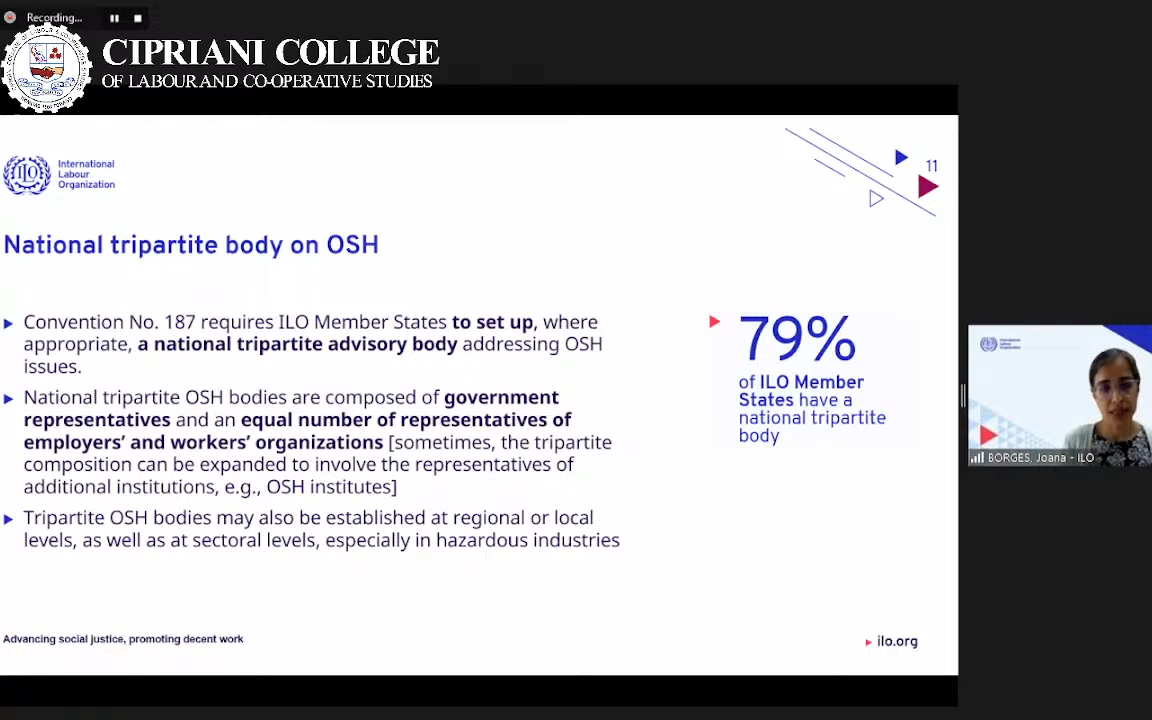 Recording...
CIPRIANI COLLEGE
OF LABOUR AND CO-OPERATIVE STUDIES
International
Labour
Organization
11
National tripartite body on OSH
▶ Convention No. 187 requires ILO Member States to set up, where
appropriate, a national tripartite advisory body addressing OSH
issues.
▶ National tripartite OSH bodies are composed of government
representatives and an equal number of representatives of
employers’ and workers’ organizations [sometimes, the tripartite
composition can be expanded to involve the representatives of
additional institutions, e.g., OSH institutes]
▶ Tripartite OSH bodies may also be established at regional or local
levels, as well as at sectoral levels, especially in hazardous industries
79%
of ILO Member
States have a
national tripartite
body
BORGES, Joana - ILO
Advancing social justice, promoting decent work
ilo.org